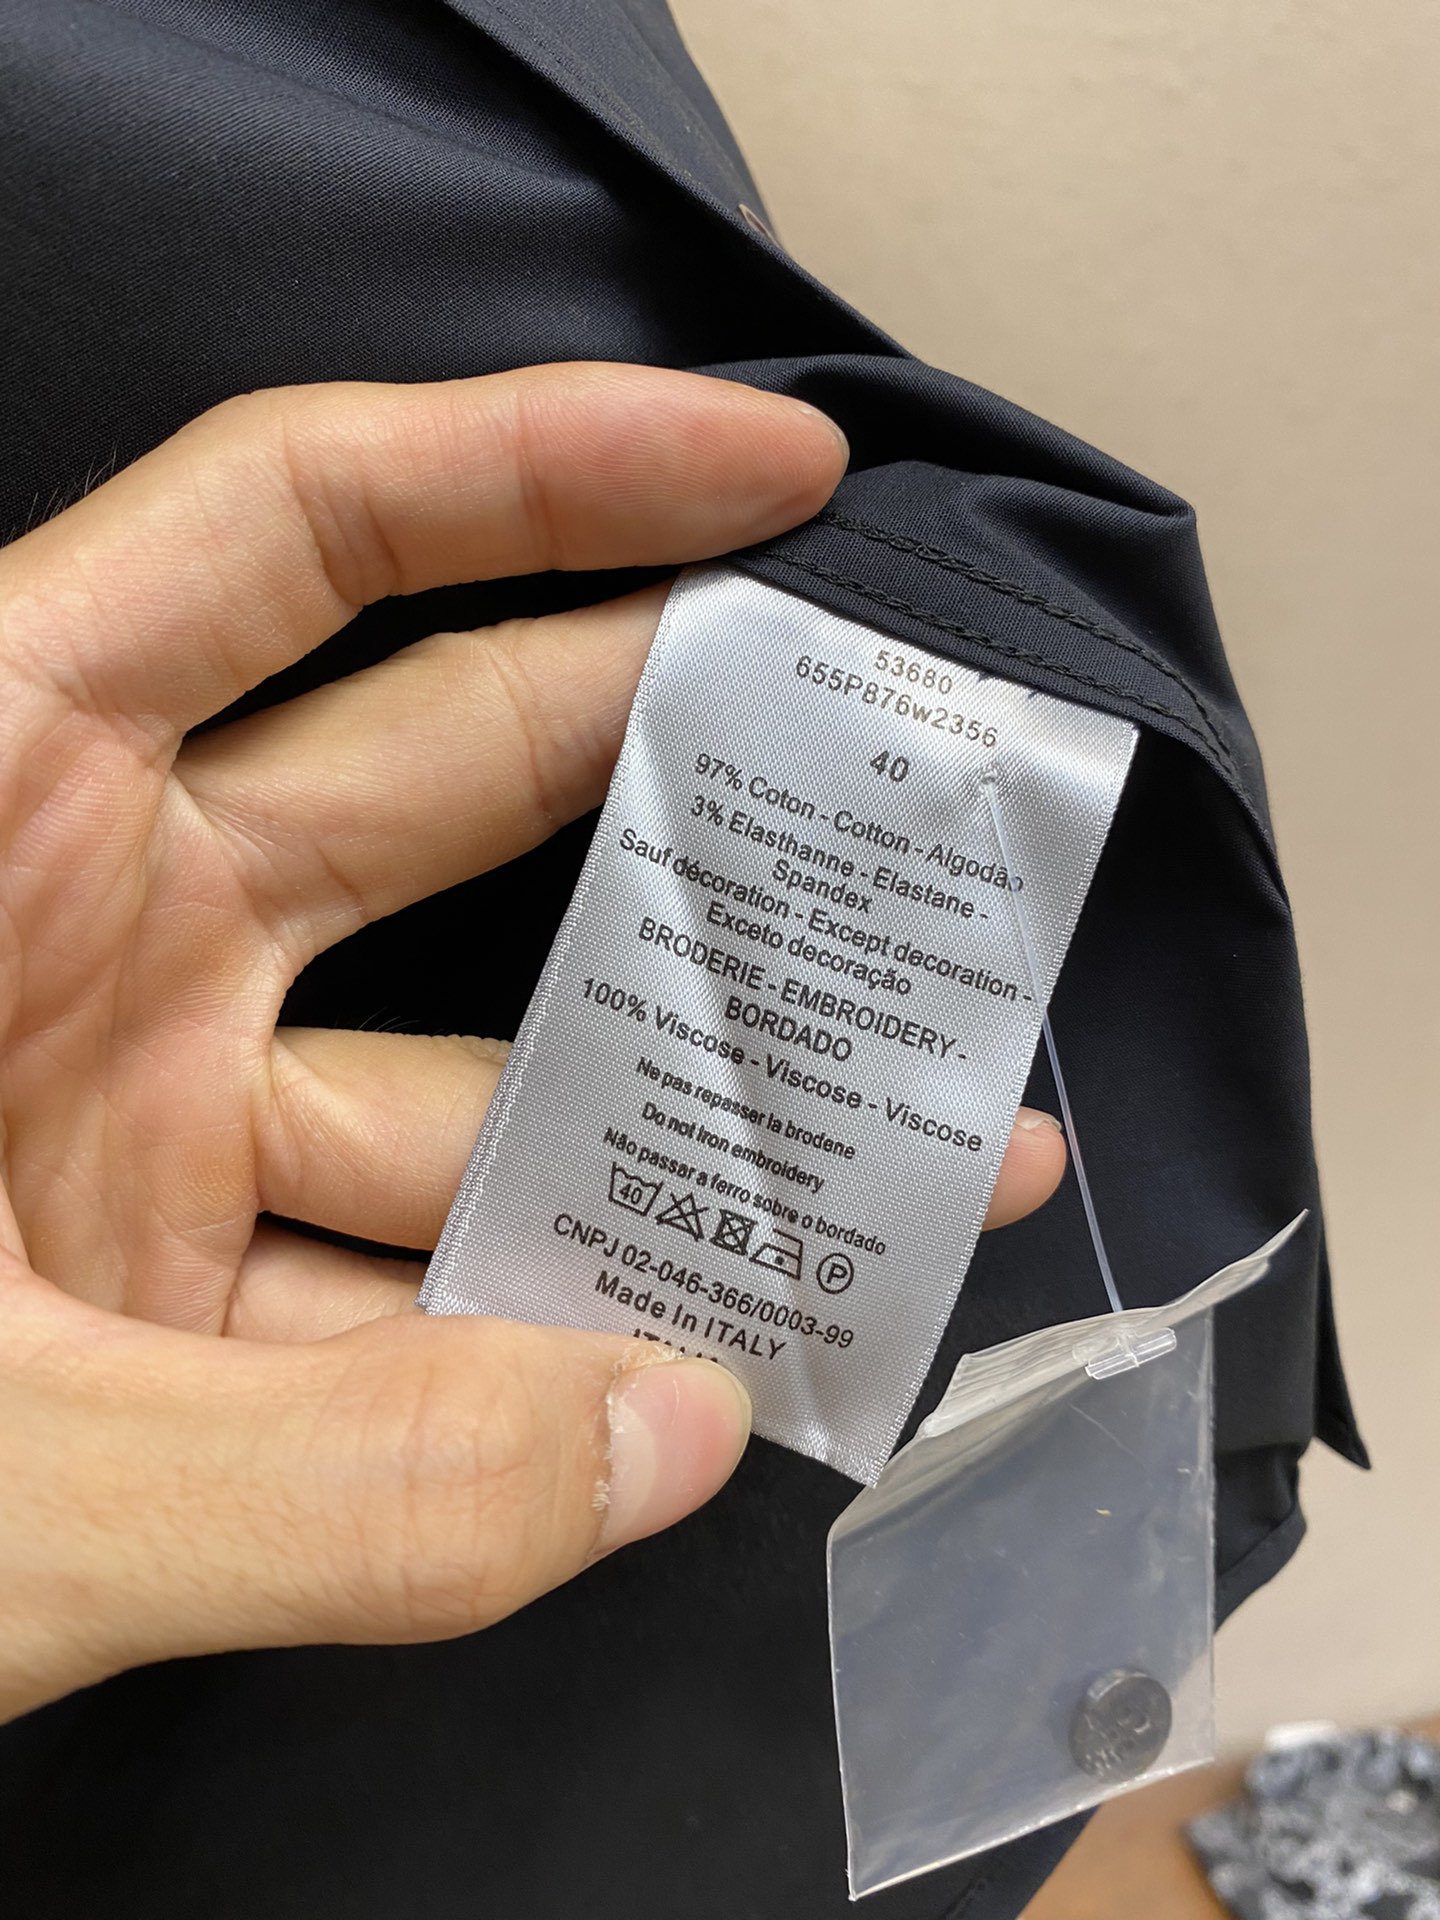 53680
655P876w2356
40
97% Coton - Cotton - Algodão
3% Elasthanne - Elastane -
Spandex
Sauf décoration - Except decoration -
Exceto decoração
BRODERIE - EMBROIDERY -
BORDADO
100% Viscose - Viscose - Viscose
Ne pas repasser la brodene
Do not Iron embroidery
Não passar a ferro sobre o bordado
40
P
CNPJ 02-046-366/0003-99
Made In ITALY